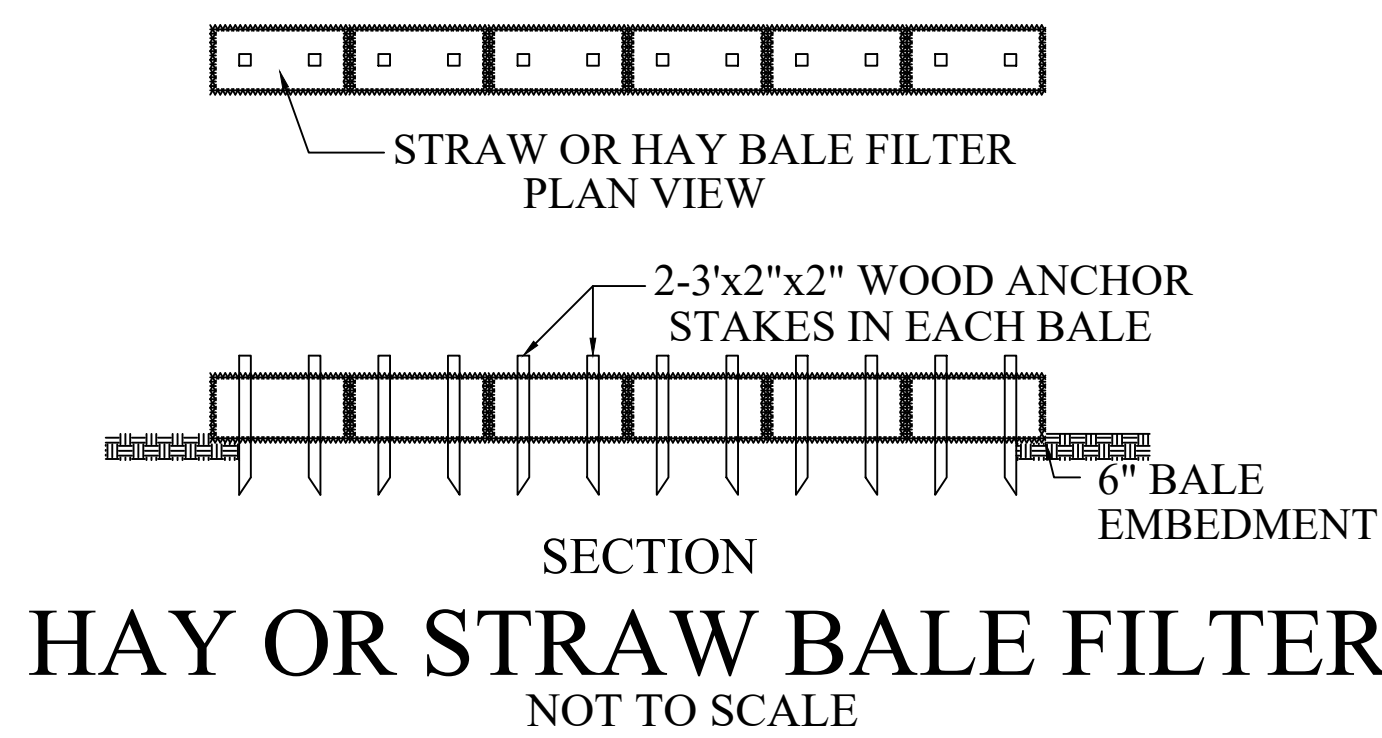 STRAW OR HAY BALE FILTER
PLAN VIEW
2-3'x2"x2" WOOD ANCHOR
STAKES IN EACH BALE
6" BALE
EMBEDMENT
SECTION
HAY OR STRAW BALE FILTER
NOT TO SCALE